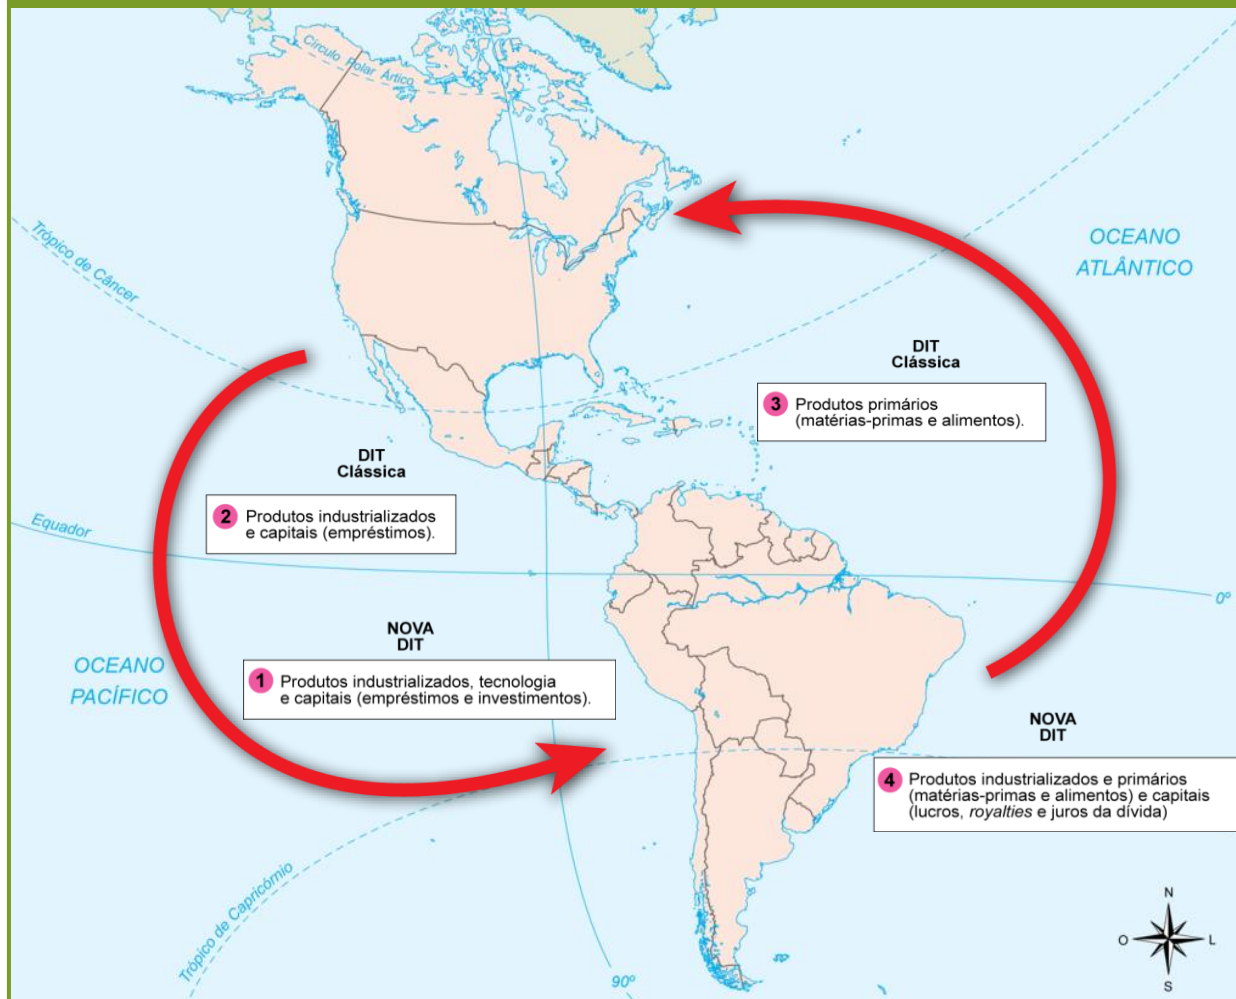 Círculo Polar Ártico
Trópico de Câncer
OCEANO
ATLÂNTICO
DIT
Clássica
3 Produtos primários
(matérias-primas e alimentos).
DIT
Clássica
2 Produtos industrializados
e capitais (empréstimos).
Equador
0º
NOVA
DIT
1 Produtos industrializados, tecnologia
e capitais (empréstimos e investimentos).
OCEANO
PACÍFICO
NOVA
DIT
4 Produtos industrializados e primários
(matérias-primas e alimentos) e capitais
(lucros, royalties e juros da dívida)
Trópico de Capricórnio
90º
N
O
L
S